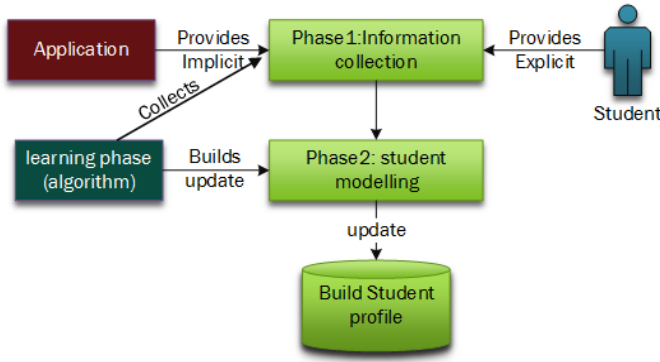 Application
Provides
Implicit
Phase1:Information
collection
Provides
Explicit
Student
Collects
learning phase
(algorithm)
Builds
update
Phase2: student
modelling
update
Build Student
profile